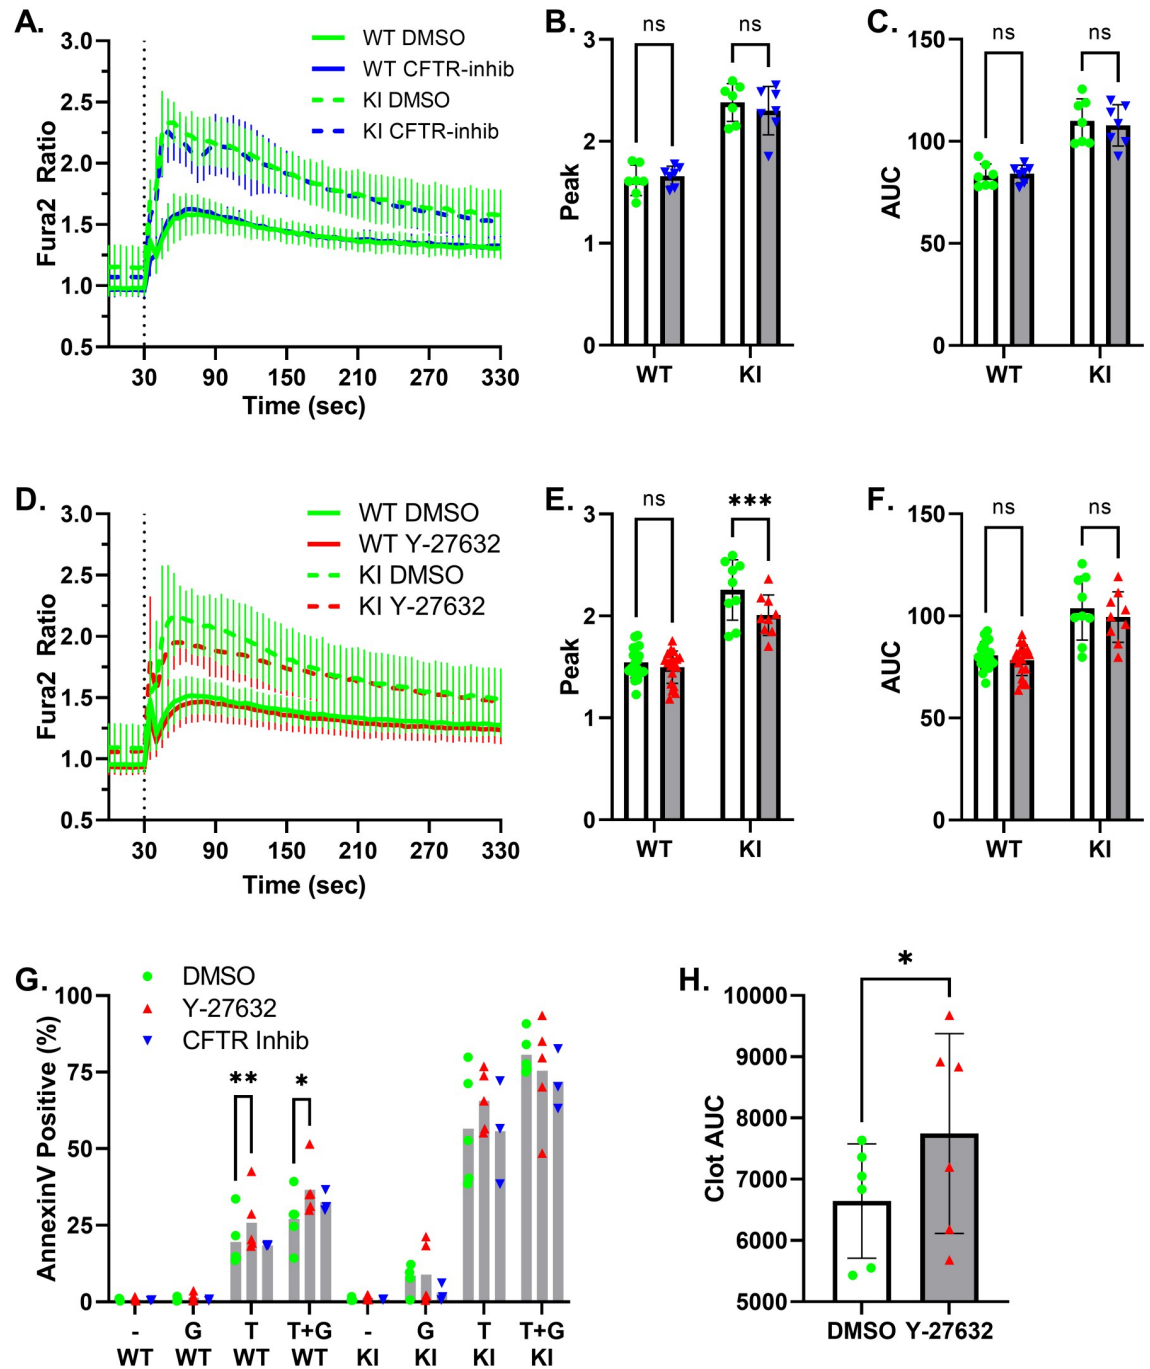 A.
3.0
2.5
2.0
1.5
1.0
0.5
Fura2 Ratio
30 90 150 210 270 330
Time (sec)
WT DMSO
WT CFTR-inhib
KI DMSO
KI CFTR-inhib
B.
ns
ns
3
2
1
0
Peak
WT KI
C.
ns
ns
150
100
50
0
AUC
WT KI
D.
3.0
2.5
2.0
1.5
1.0
0.5
Fura2 Ratio
30 90 150 210 270 330
Time (sec)
WT DMSO
WT Y-27632
KI DMSO
KI Y-27632
E.
ns
***
3
2
1
0
Peak
WT KI
F.
ns
ns
150
100
50
0
AUC
WT KI
G.
DMSO
Y-27632
CFTR Inhib
100
75
50
25
0
AnnexinV Positive (%)
**
*
- G T T+G - G T T+G
WT WT WT WT KI KI KI KI
H.
*
10000
9000
8000
7000
6000
5000
Clot AUC
DMSO Y-27632